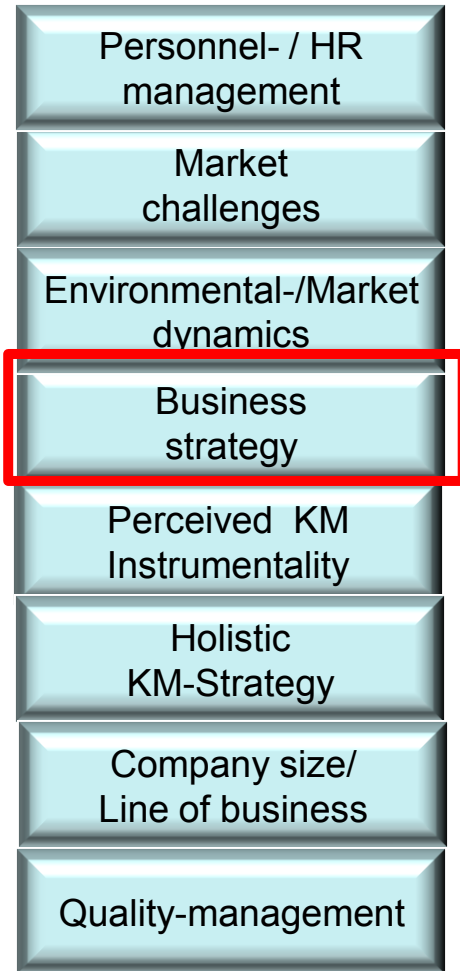 Personnel- / HR
management
Market
challenges
Environmental-/Market
dynamics
Business
strategy
Perceived KM
Instrumentality
Holistic
KM-Strategy
Company size/
Line of business
Quality-management